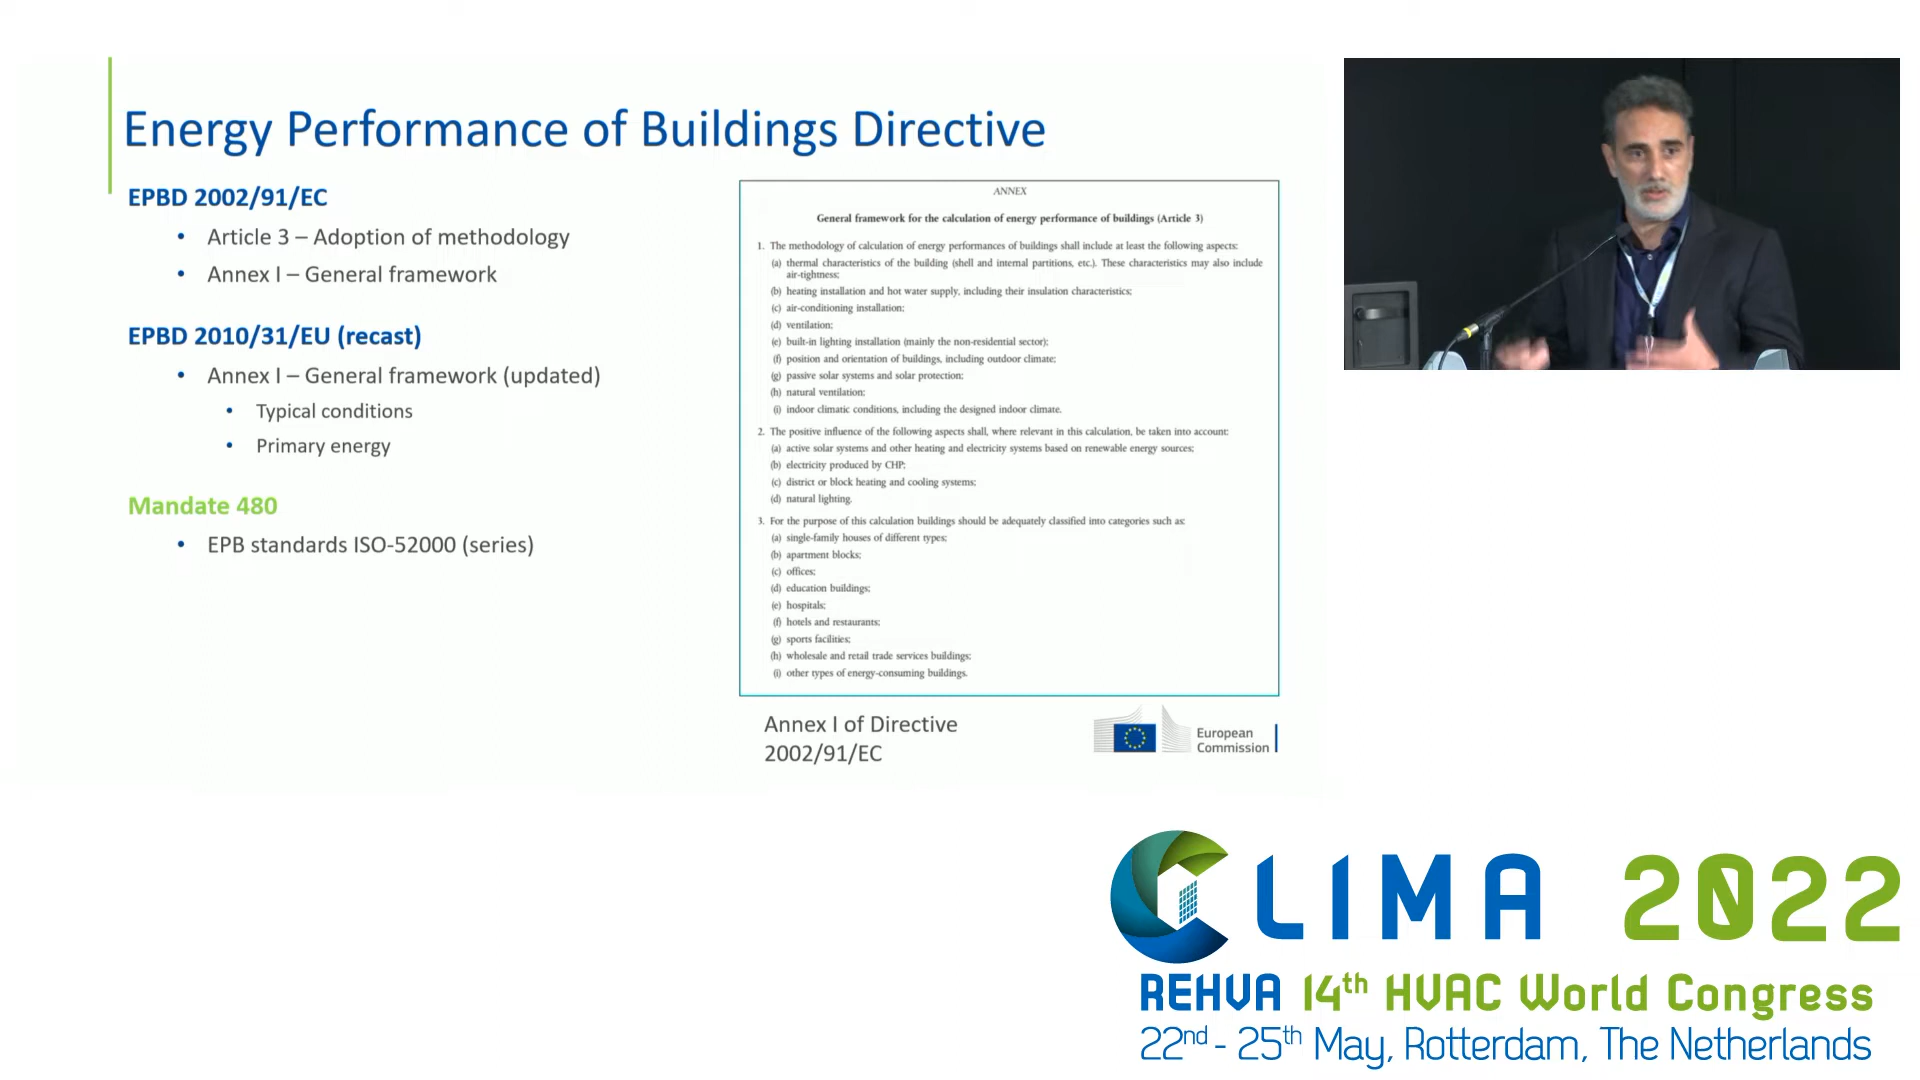 Energy Performance of Buildings Directive
EPBD 2002/91/EC
• Article 3 – Adoption of methodology
• Annex I – General framework
EPBD 2010/31/EU (recast)
• Annex I – General framework (updated)
• Typical conditions
• Primary energy
Mandate 480
• EPB standards ISO-52000 (series)
ANNEX
General framework for the calculation of energy performance of buildings (Article 3)
1. The methodology of calculation of energy performances of buildings shall include at least the following aspects:
(a) thermal characteristics of the building (shell and internal partitions, etc.). These characteristics may also include
air-tightness;
(b) heating installation and hot water supply, including their insulation characteristics;
(c) air-conditioning installation;
(d) ventilation;
(e) built-in lighting installation (mainly the non-residential sector);
(f) position and orientation of buildings, including outdoor climate;
(g) passive solar systems and solar protection;
(h) natural ventilation;
(i) indoor climatic conditions, including the designed indoor climate.
2. The positive influence of the following aspects shall, where relevant in this calculation, be taken into account:
(a) active solar systems and other heating and electricity systems based on renewable energy sources;
(b) electricity produced by CHP;
(c) district or block heating and cooling systems;
(d) natural lighting.
3. For the purpose of this calculation buildings should be adequately classified into categories such as:
(a) single-family houses of different types;
(b) apartment blocks;
(c) offices;
(d) education buildings;
(e) hospitals;
(f) hotels and restaurants;
(g) sports facilities;
(h) wholesale and retail trade services buildings;
(i) other types of energy-consuming buildings.
Annex I of Directive
2002/91/EC
European
Commission
CLIMA 2022
REHVA 14th HVAC World Congress
22nd - 25th May, Rotterdam, The Netherlands